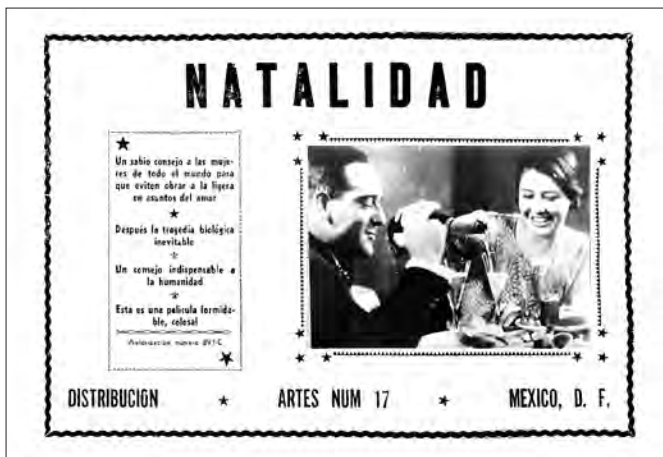 NATALIDAD
Un sabio consejo a las muje-
res de todo el mundo para
que eviten obrar a la ligera
en asuntos del amor
Después la tragedia biológica
inevitable
Un consejo indispensable a
la humanidad
Esta es una película formida-
ble, colosal
DISTRIBUCION ARTES NUM 17 MEXICO, D. F.